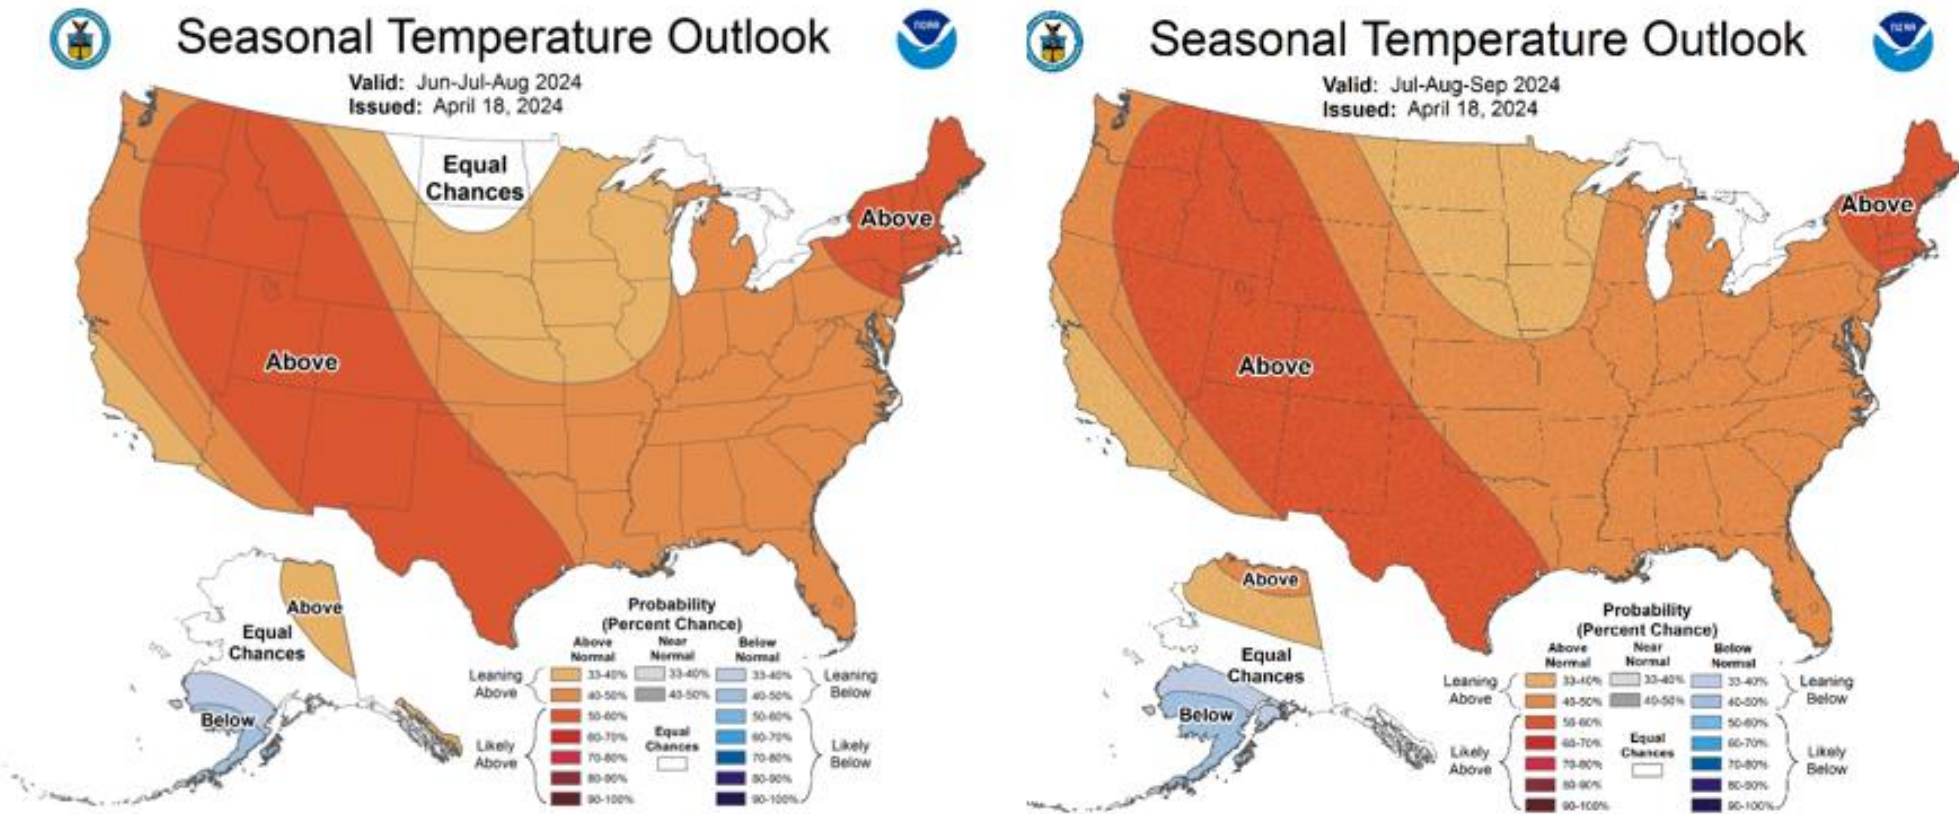 Seasonal Temperature Outlook
Valid: Jun-Jul-Aug 2024
Issued: April 18, 2024
Equal
Chances
Above
Above
Above
Equal
Chances
Below
Probability
(Percent Chance)
Above Normal
Near Normal
Below Normal
Leaning Above
33-40% 33-40% 33-40%
40-50% 40-50% 40-50%
Leaning Below
Likely Above
50-60% 50-60%
60-70% 60-70%
70-80% 70-80%
80-90% 80-90%
90-100% 90-100%
Equal Chances
Likely Below
Seasonal Temperature Outlook
Valid: Jul-Aug-Sep 2024
Issued: April 18, 2024
Above
Above
Above
Equal
Chances
Below
Probability
(Percent Chance)
Above Normal
Near Normal
Below Normal
Leaning Above
33-40% 33-40% 33-40%
40-50% 40-50% 40-50%
Leaning Below
Likely Above
50-60% 50-60%
60-70% 60-70%
70-80% 70-80%
80-90% 80-90%
90-100% 90-100%
Equal Chances
Likely Below